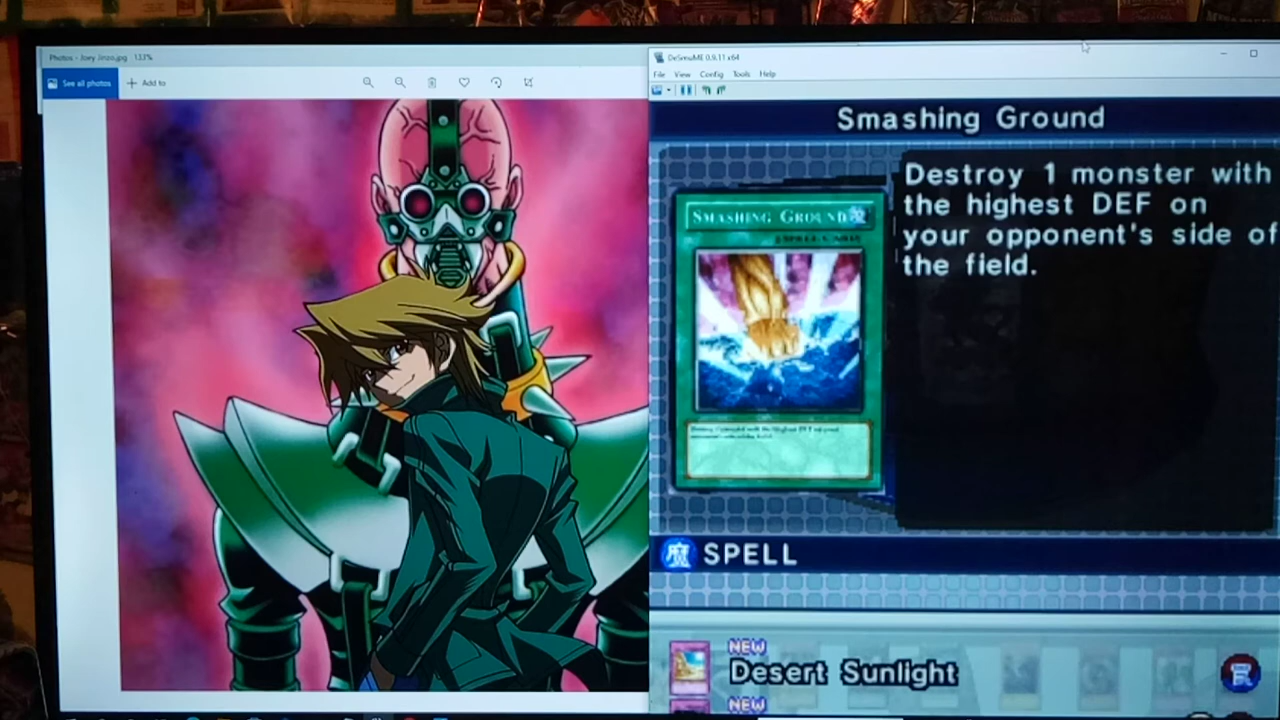 Photos - Joey Jinzo.jpg 133%
See all photos
Add to
DeSmuME 0.9.11 x64
File View Config Tools Help
Smashing Ground
SMASHING GROUND
Destroy 1 monster with
the highest DEF on
your opponent's side of
the field.
魔 SPELL
NEW
Desert Sunlight
NEW